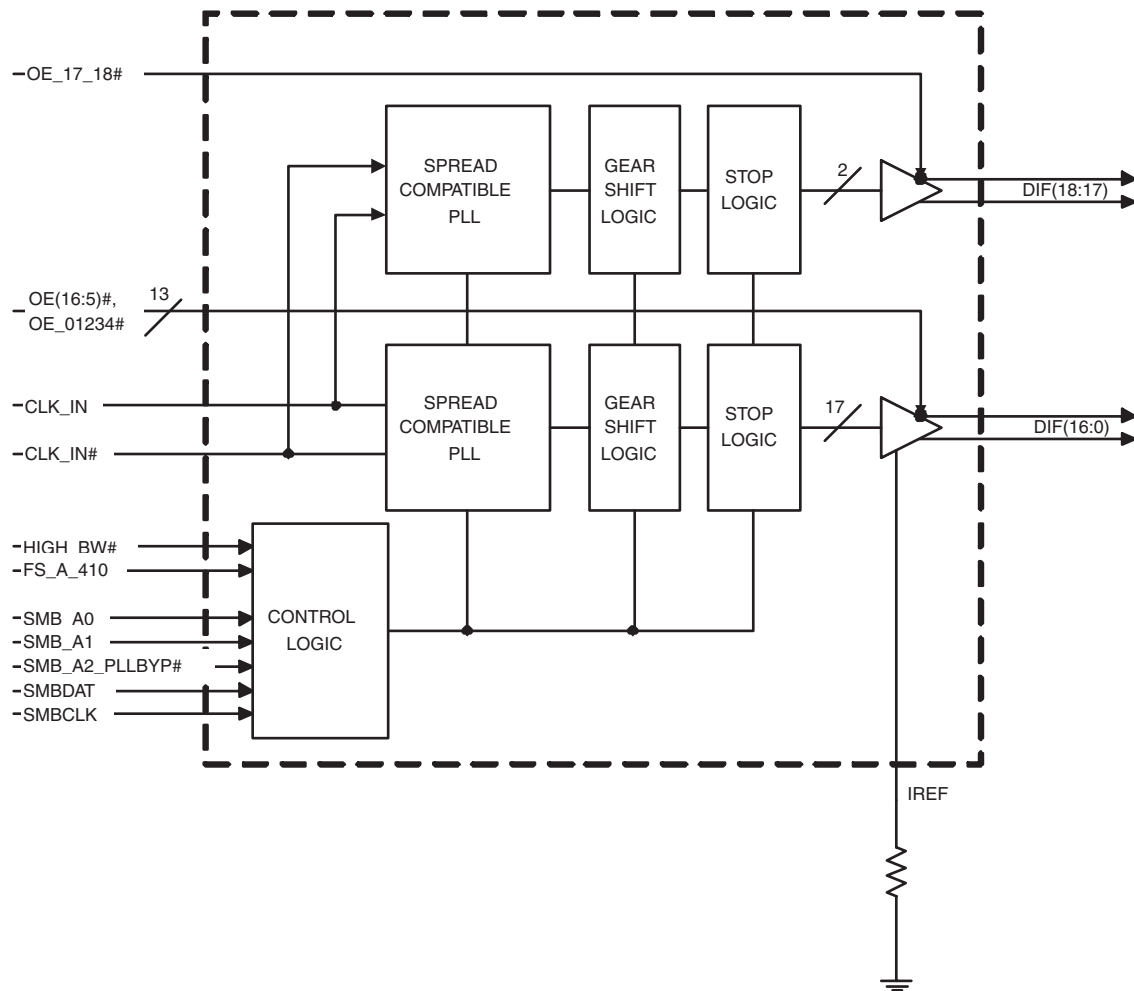 OE_17_18#
SPREAD
COMPATIBLE
PLL
GEAR
SHIFT
LOGIC
STOP
LOGIC
2
DIF(18:17)
OE(16:5)#,
OE_01234#
13
CLK_IN
CLK_IN#
SPREAD
COMPATIBLE
PLL
GEAR
SHIFT
LOGIC
STOP
LOGIC
17
DIF(16:0)
HIGH_BW#
FS_A_410
SMB_A0
SMB_A1
SMB_A2_PLLBYP#
SMBDAT
SMBCLK
CONTROL
LOGIC
IREF